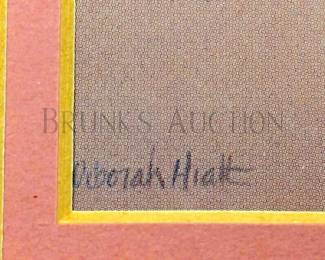 BRUNK'S AUCTION
Deborah Hiatt